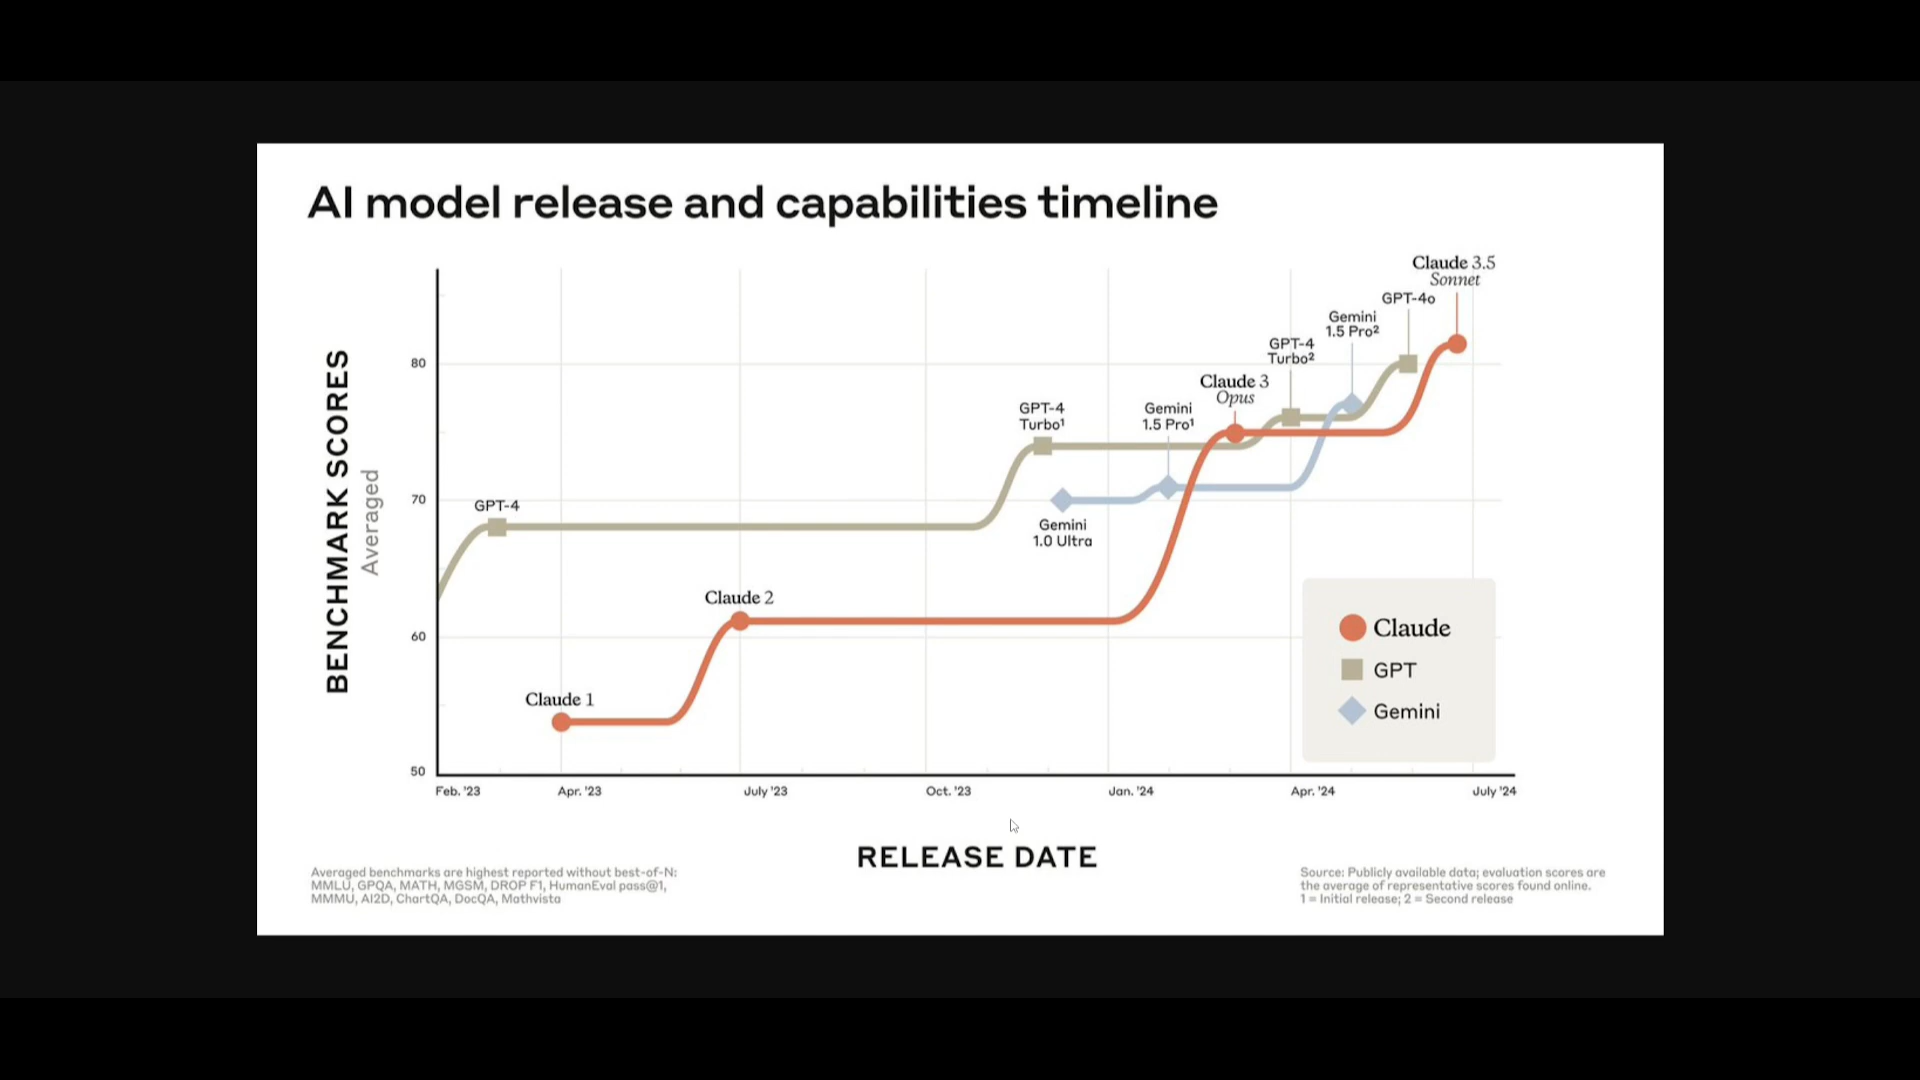 AI model release and capabilities timeline
BENCHMARK SCORES
Averaged
80
70
60
50
GPT-4
Claude 1
Claude 2
GPT-4
Turbo¹
Gemini
1.0 Ultra
Gemini
1.5 Pro¹
Claude 3
Opus
GPT-4
Turbo²
Gemini
1.5 Pro²
GPT-4o
Claude 3.5
Sonnet
Claude
GPT
Gemini
Feb. '23
Apr. '23
July '23
Oct. '23
Jan. '24
Apr. '24
July '24
RELEASE DATE
Averaged benchmarks are highest reported without best-of-N:
MMLU, GPQA, MATH, MGSM, DROP F1, HumanEval pass@1,
MMMU, AI2D, ChartQA, DocQA, Mathvista
Source: Publicly available data; evaluation scores are
the average of representative scores found online.
1 = Initial release; 2 = Second release